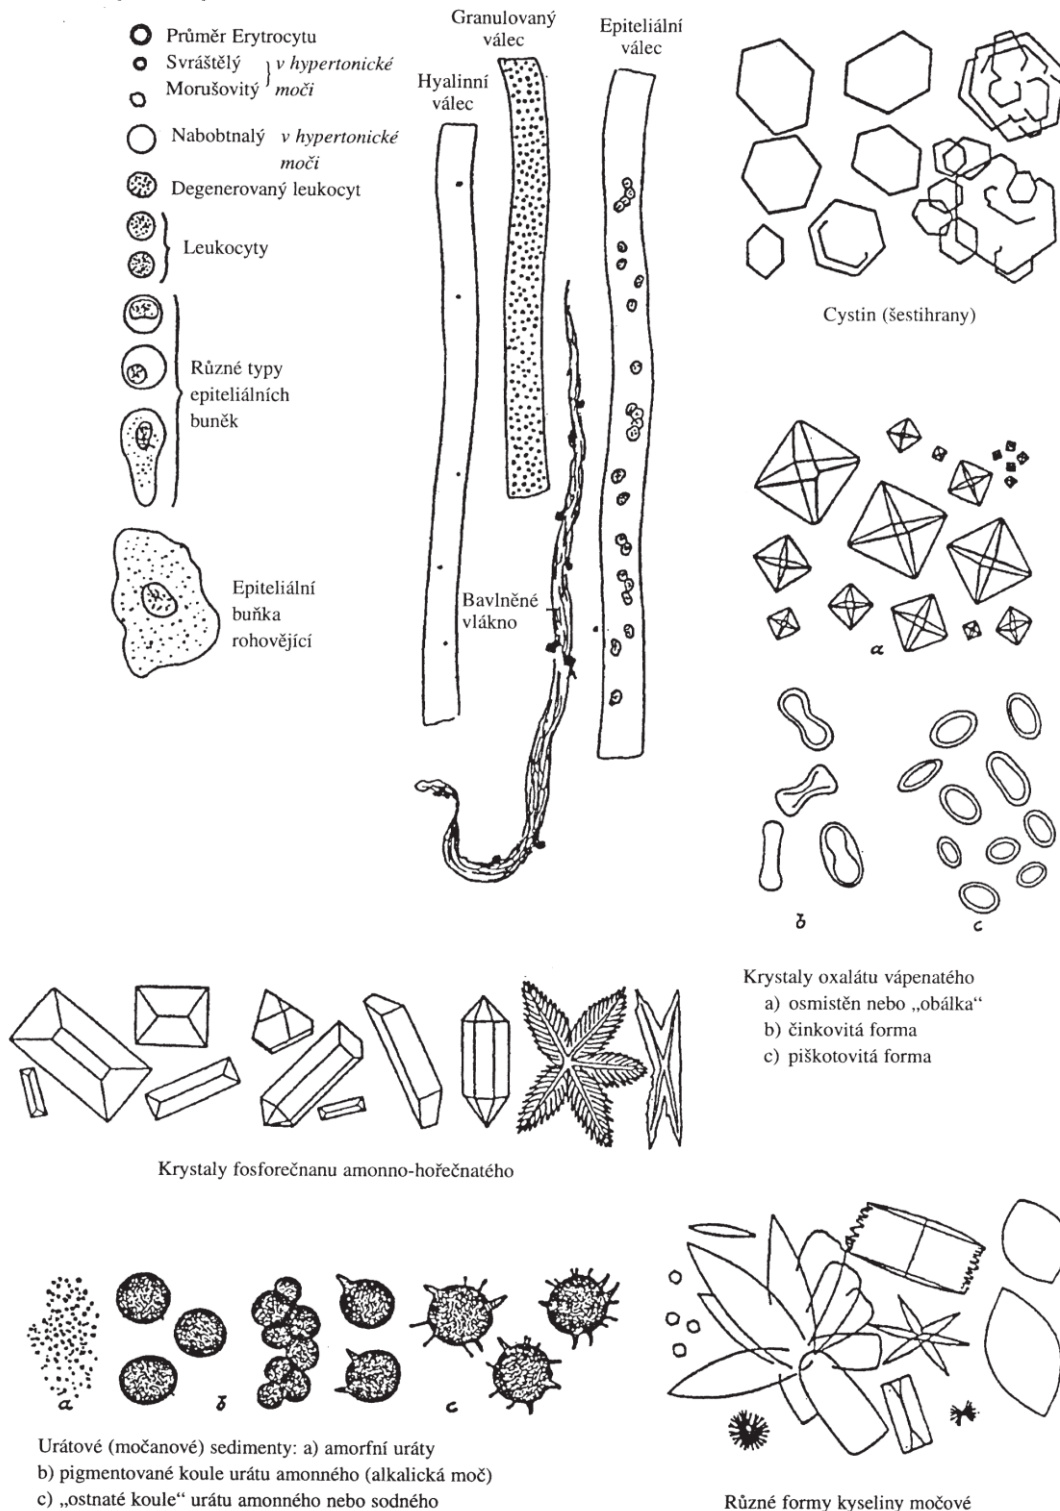 Průměr Erytrocytu
Svráštělý } v hypertonické
Morušovitý moči
Nabobtnalý v hypertonické
moči
Degenerovaný leukocyt
Leukocyty
Různé typy
epiteliálních
buněk
Epiteliální
buňka
rohovějící
Hyalinní
válec
Granulovaný
válec
Epiteliální
válec
Bavlněné
vlákno
Cystin (šestihrany)
a
b
c
Krystaly oxalátu vápenatého
a) osmistěn nebo „obálka“
b) činkovitá forma
c) piškotovitá forma
Krystaly fosforečnanu amonno-hořečnatého
a
b
c
Urátové (močanové) sedimenty: a) amorfní uráty
b) pigmentované koule urátu amonného (alkalická moč)
c) „ostnaté koule“ urátu amonného nebo sodného
Různé formy kyseliny močové